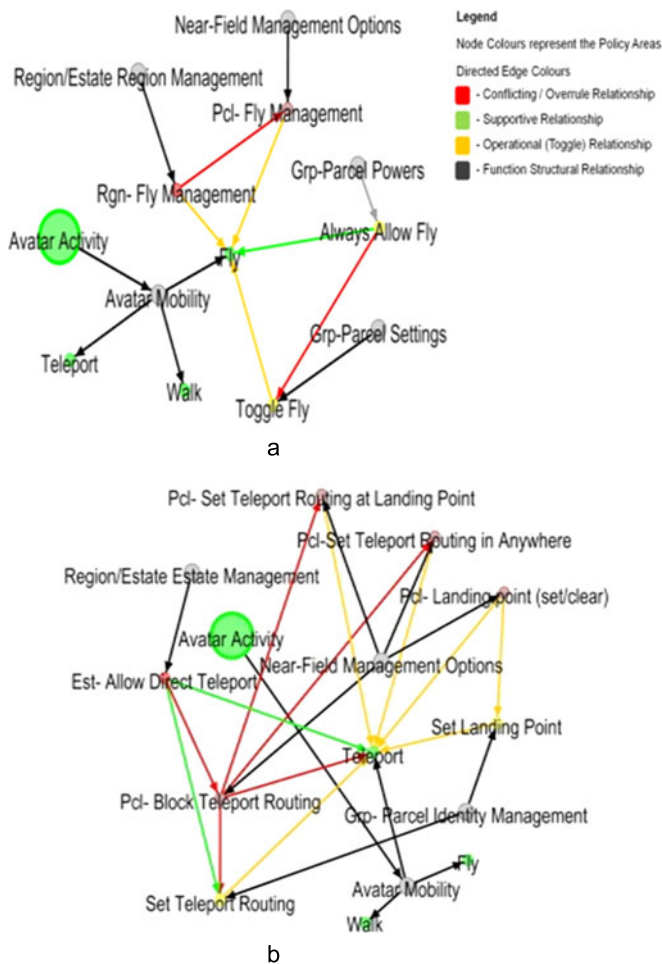 Near-Field Management Options
Region/Estate Region Management
Pcl- Fly Management
Grp-Parcel Powers
Rgn- Fly Management
Always Allow Fly
Avatar Activity
Fly
Avatar Mobility
Grp-Parcel Settings
Teleport
Walk
Toggle Fly
Legend
Node Colours represent the Policy Areas
Directed Edge Colours
- Conflicting / Overrule Relationship
- Supportive Relationship
- Operational (Toggle) Relationship
- Function Structural Relationship
a
Pcl- Set Teleport Routing at Landing Point
Pcl-Set Teleport Routing in Anywhere
Region/Estate Estate Management
Pcl- Landing point (set/clear)
Avatar Activity
Near-Field Management Options
Est- Allow Direct Teleport
Set Landing Point
Teleport
Pcl- Block Teleport Routing
Grp- Parcel Identity Management
Fly
Avatar Mobility
Set Teleport Routing
Walk
b